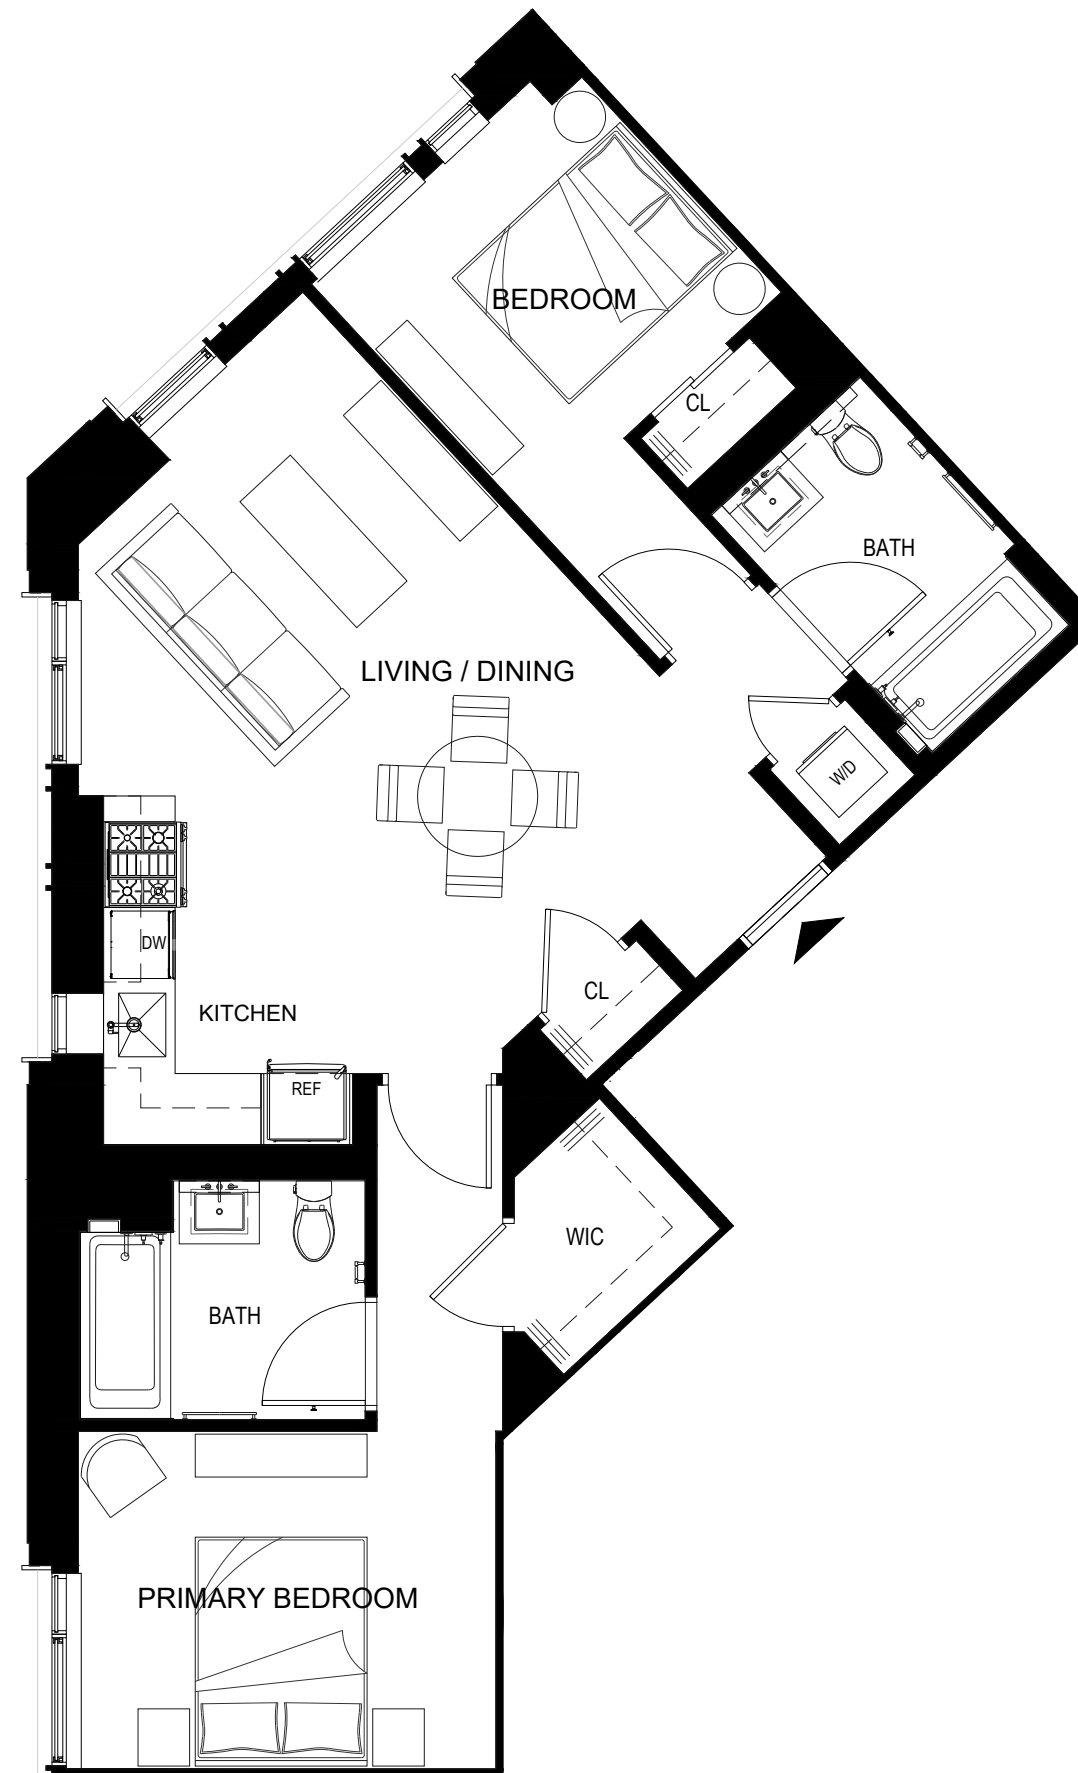 BEDROOM
CL
BATH
LIVING / DINING
W/D
DW
CL
KITCHEN
REF
WIC
BATH
PRIMARY BEDROOM